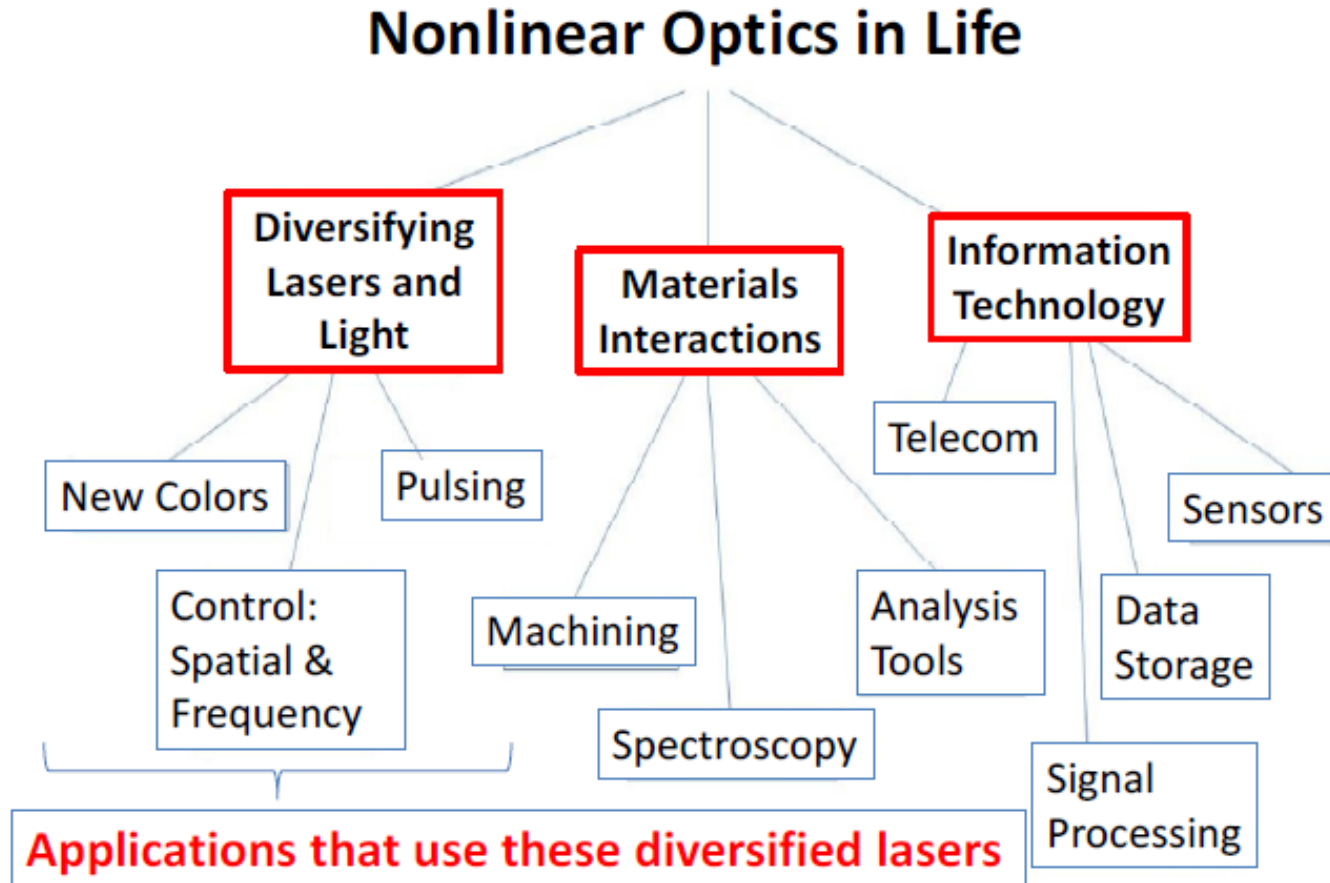 Nonlinear Optics in Life
Diversifying
Lasers and
Light
Materials
Interactions
Information
Technology
New Colors
Pulsing
Control:
Spatial &
Frequency
Machining
Spectroscopy
Analysis
Tools
Telecom
Sensors
Data
Storage
Signal
Processing
Applications that use these diversified lasers